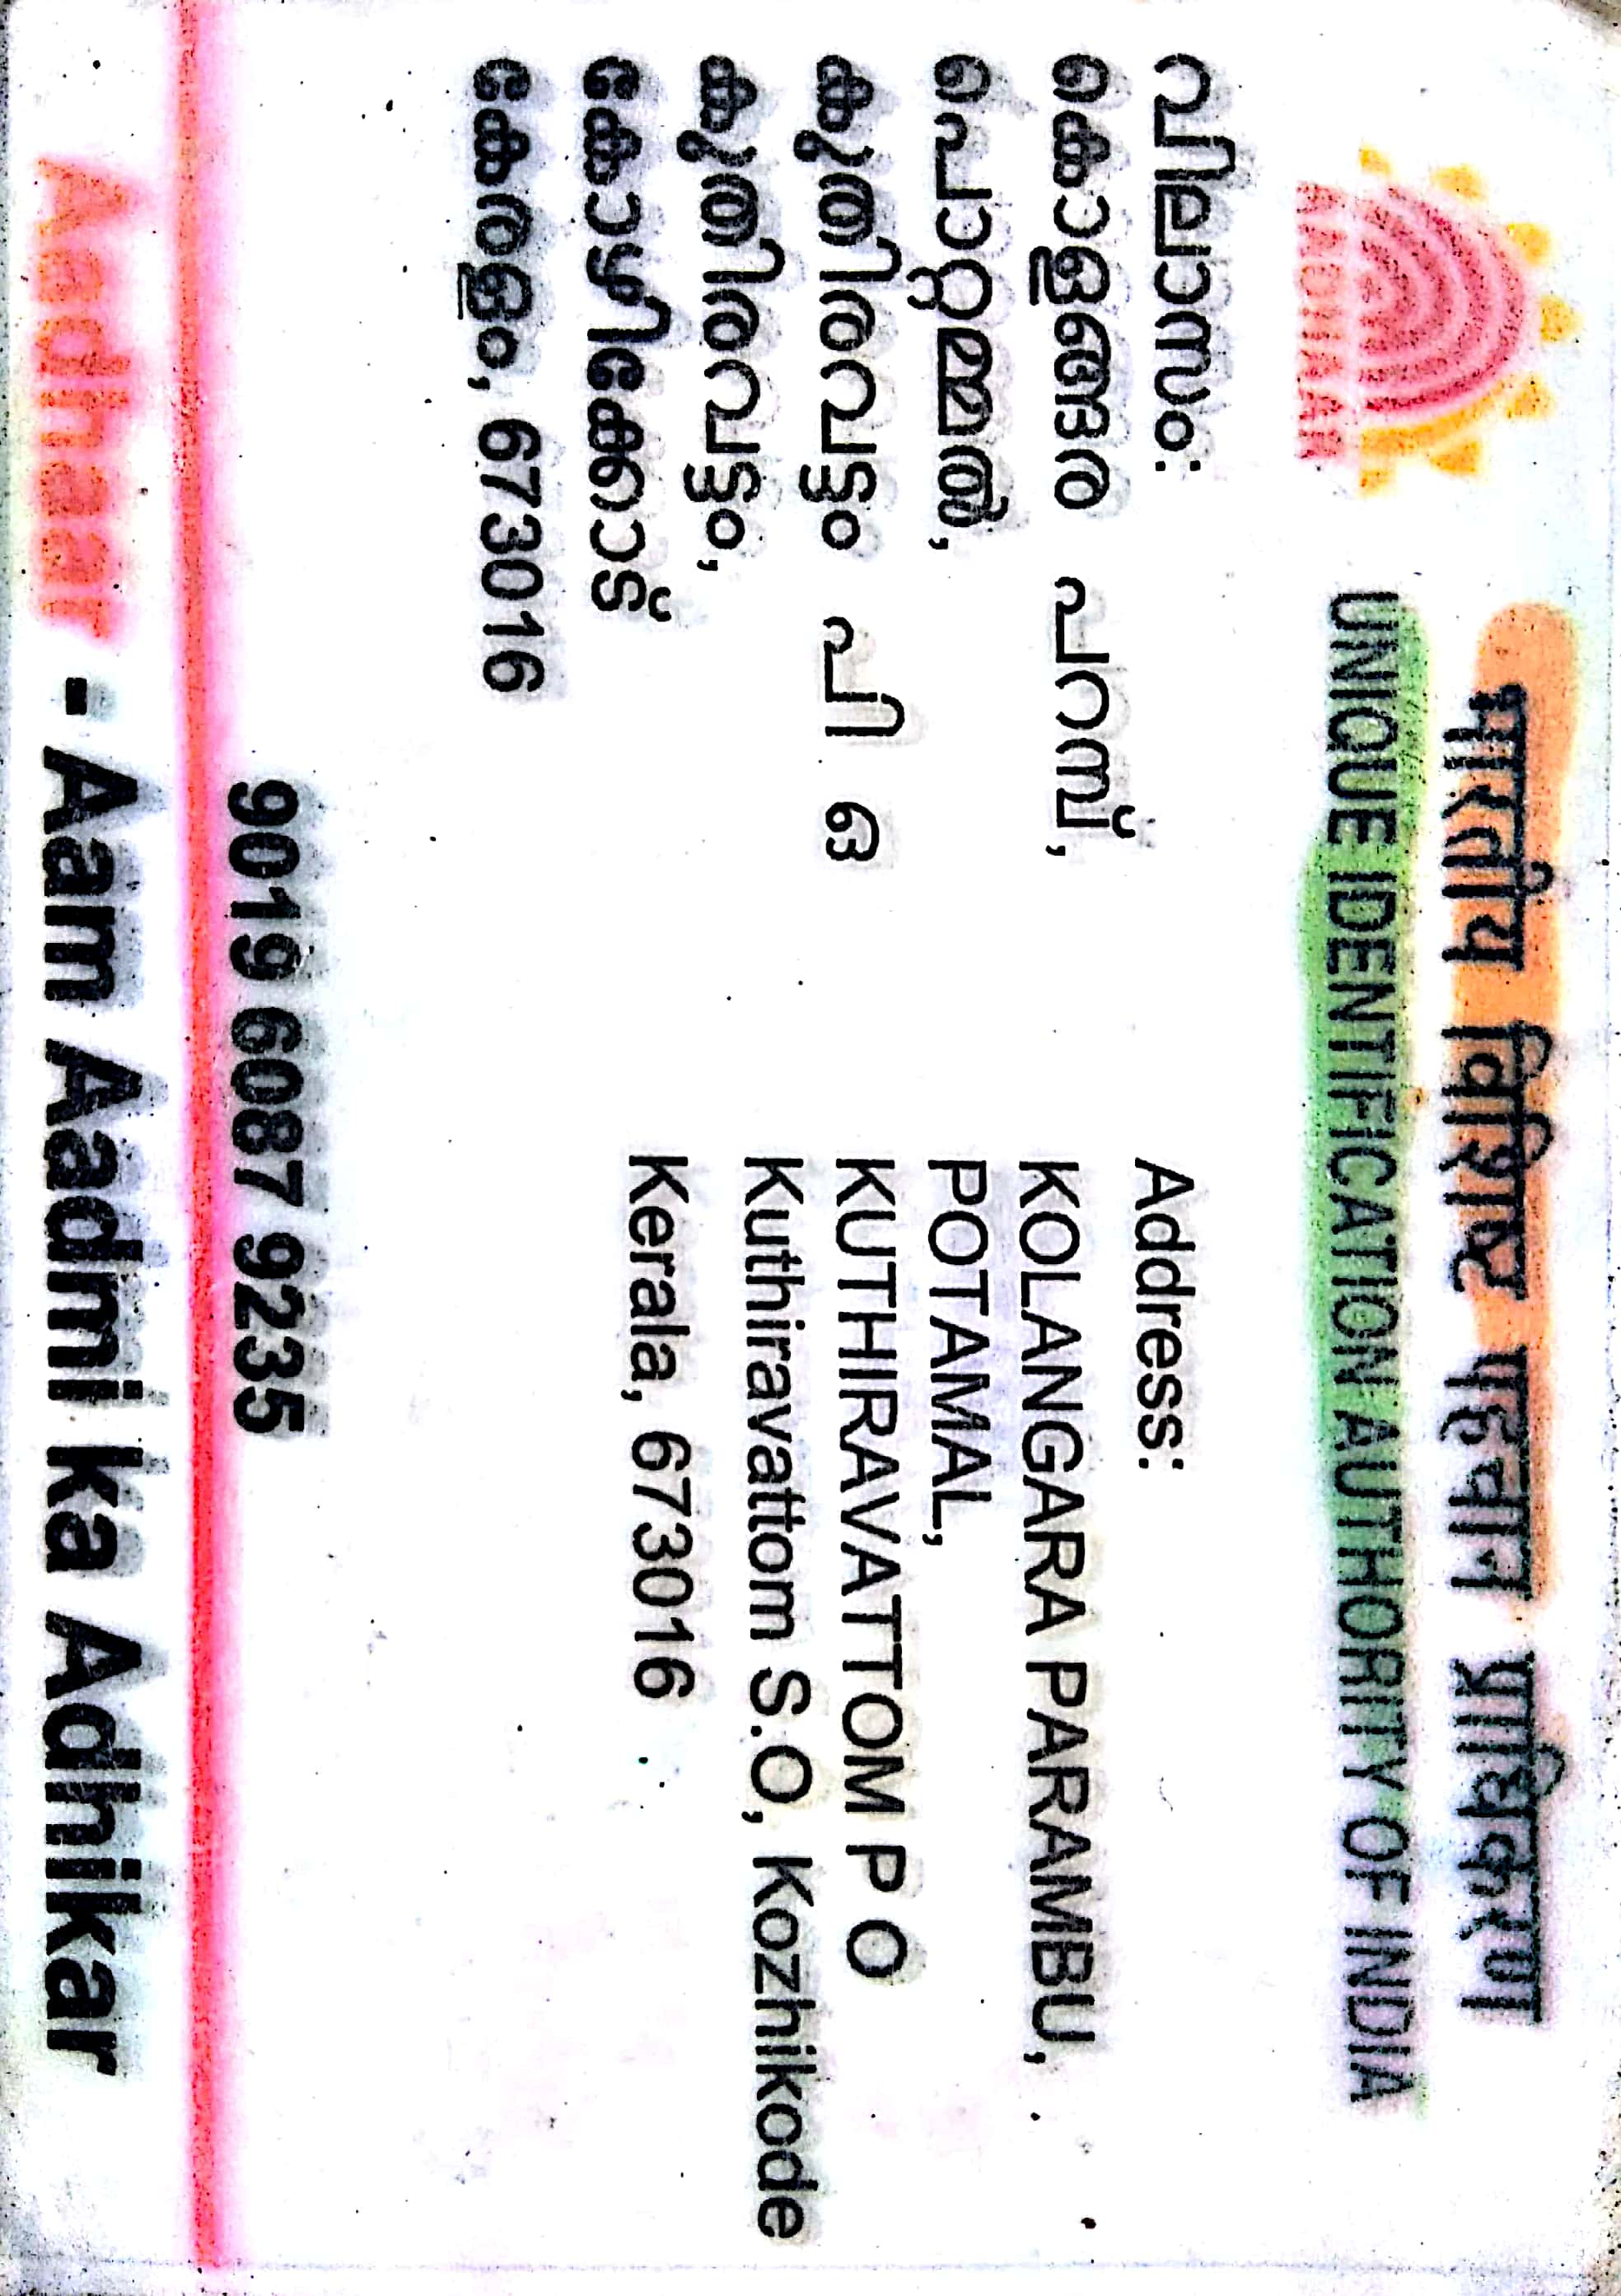 भारतीय विशिष्ट पहचान प्राधिकरण
UNIQUE IDENTIFICATION AUTHORITY OF INDIA
AADHAAR
വിലാസം:
കൊളങ്ങര പറമ്പ്,
പൊറ്റമ്മൽ,
കുതിരവട്ടം പി ഒ
കുതിരവട്ടം,
കോഴിക്കോട്
കേരളം, 673016
Address:
KOLANGARA PARAMBU,
POTAMAL,
KUTHIRAVATTOM P O
Kuthiravattom S.O, Kozhikode
Kerala, 673016
9019 6087 9235
Aadhaar - Aam Aadmi ka Adhikar